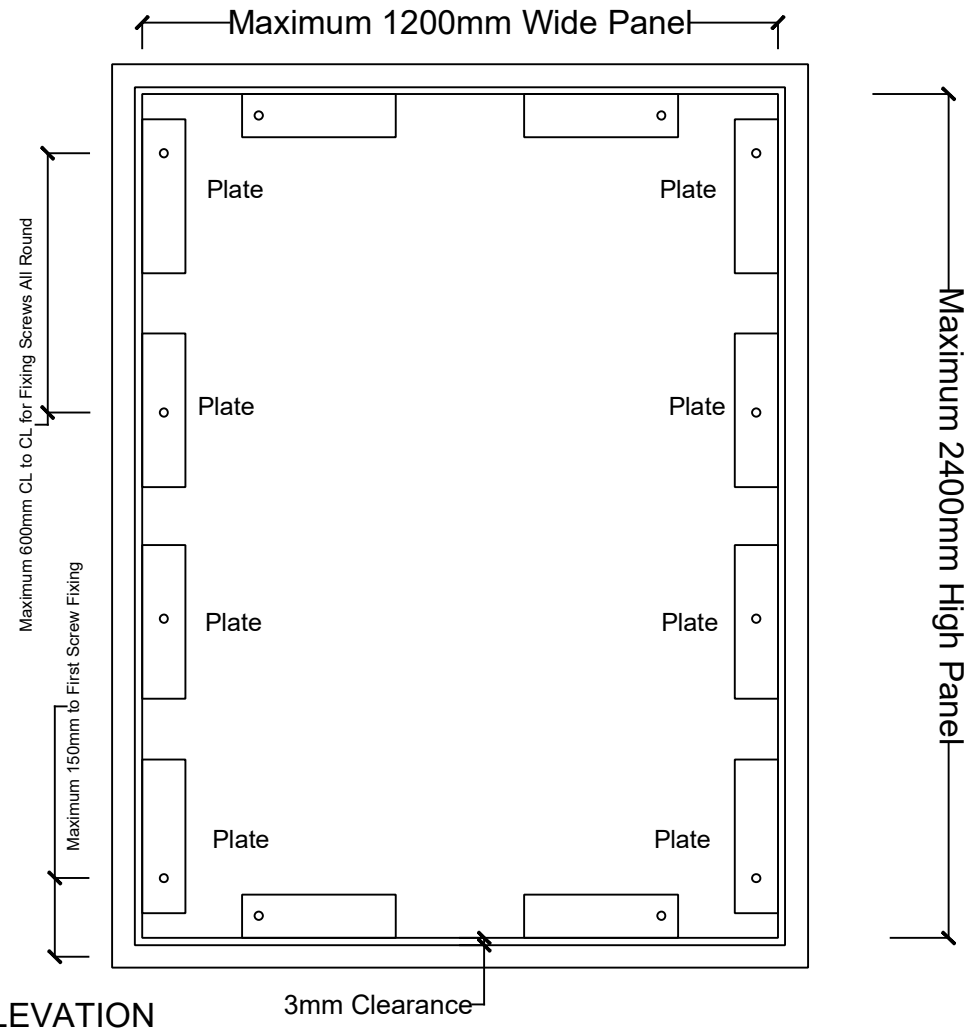 Maximum 1200mm Wide Panel
Plate
Plate
Maximum 600mm CL to CL for Fixing Screws All Round
Maximum 2400mm High Panel
Plate
Plate
Maximum 150mm to First Screw Fixing
Plate
Plate
Plate
Plate
3mm Clearance
LEVATION